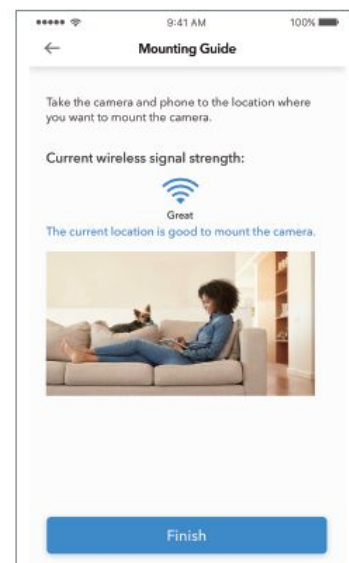 9:41 AM 100%
Mounting Guide
Take the camera and phone to the location where
you want to mount the camera.
Current wireless signal strength:
Great
The current location is good to mount the camera.
Finish